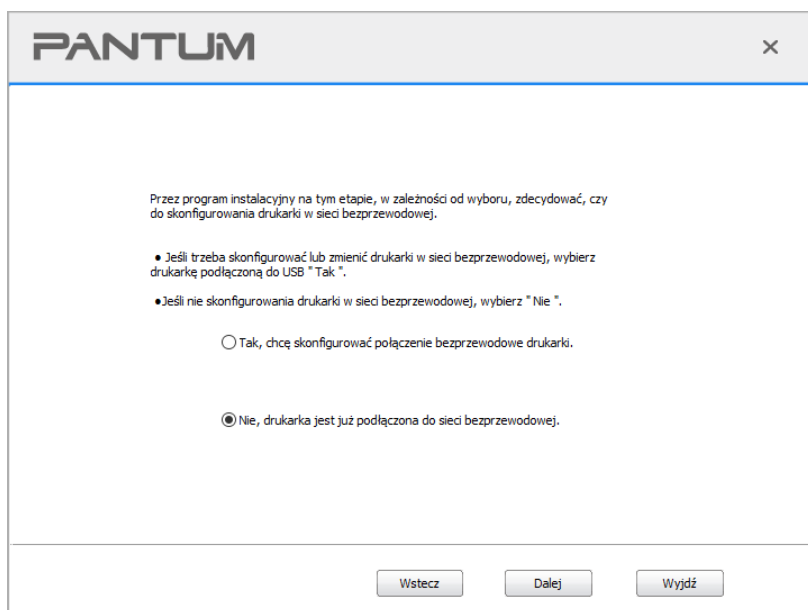 PANTUM
Przez program instalacyjny na tym etapie, w zależności od wyboru, zdecydować, czy
do skonfigurowania drukarki w sieci bezprzewodowej.
● Jeśli trzeba skonfigurować lub zmienić drukarki w sieci bezprzewodowej, wybierz
drukarkę podłączoną do USB " Tak ".
●Jeśli nie skonfigurowania drukarki w sieci bezprzewodowej, wybierz " Nie ".
Tak, chcę skonfigurować połączenie bezprzewodowe drukarki.
Nie, drukarka jest już podłączona do sieci bezprzewodowej.
Wstecz Dalej Wyjdź